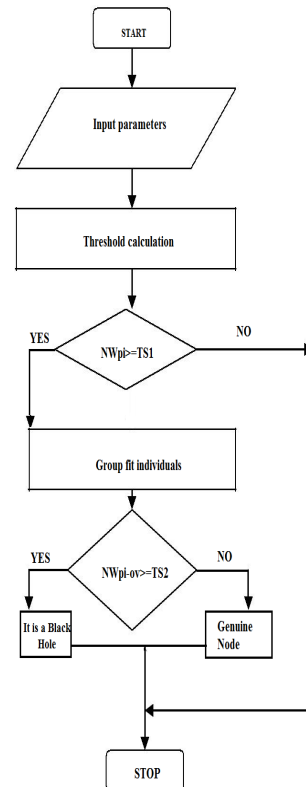 START
Input parameters
Threshold calculation
YES
NO
NWpi>=TS1
Group fit individuals
YES
NO
NWpi-ov>=TS2
It is a Black
Hole
Genuine
Node
STOP